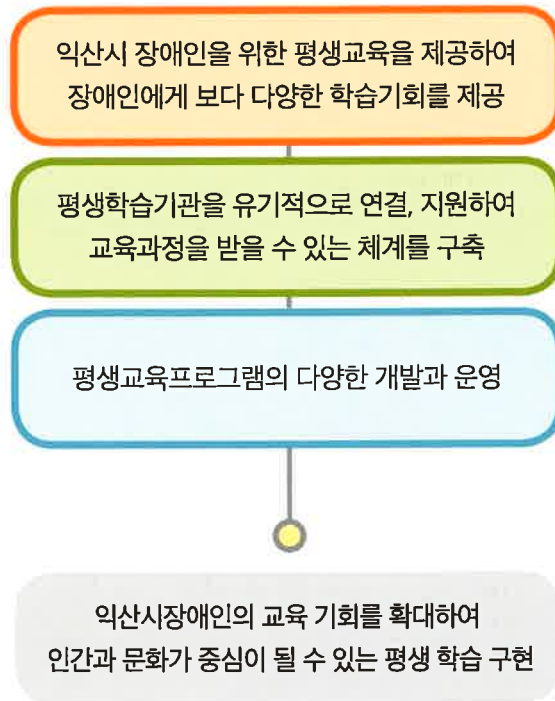 익산시 장애인을 위한 평생교육을 제공하여
장애인에게 보다 다양한 학습기회를 제공
평생학습기관을 유기적으로 연결, 지원하여
교육과정을 받을 수 있는 체계를 구축
평생교육프로그램의 다양한 개발과 운영
익산시장애인의 교육 기회를 확대하여
인간과 문화가 중심이 될 수 있는 평생 학습 구현